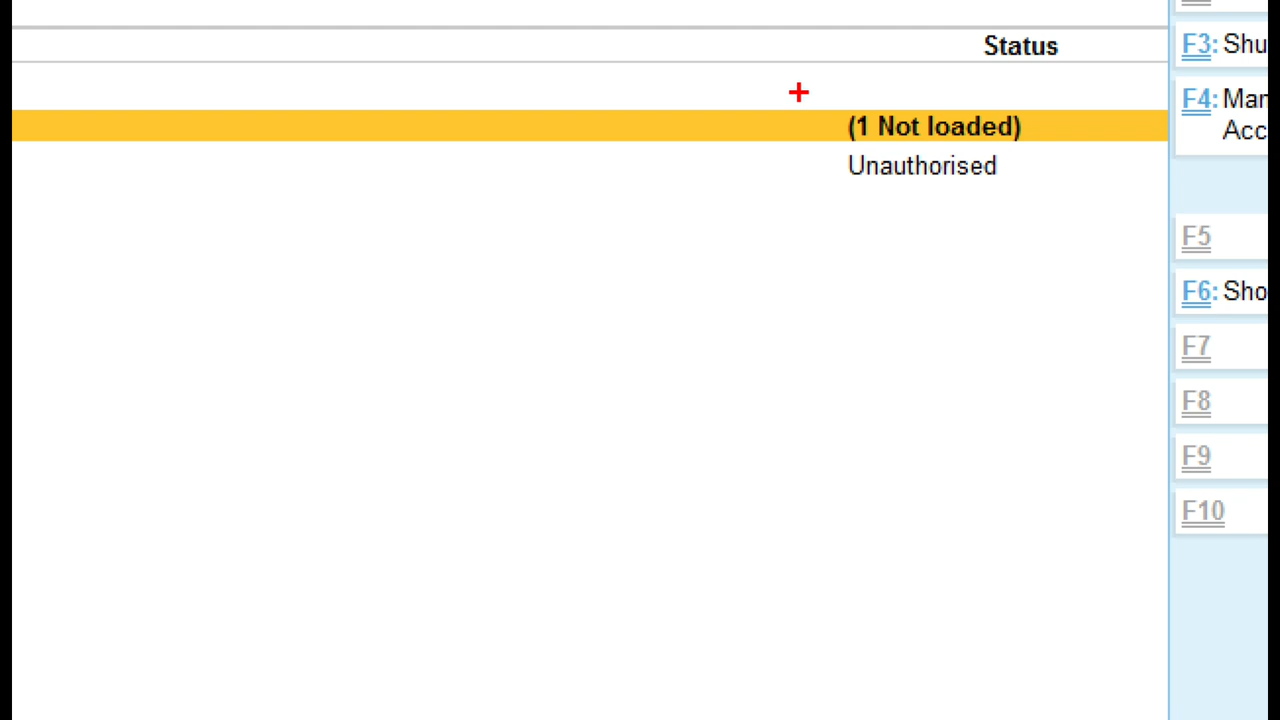 Status
(1 Not loaded)
Unauthorised
F3: Shu
F4: Man
Acc
F5
F6: Sho
F7
F8
F9
F10